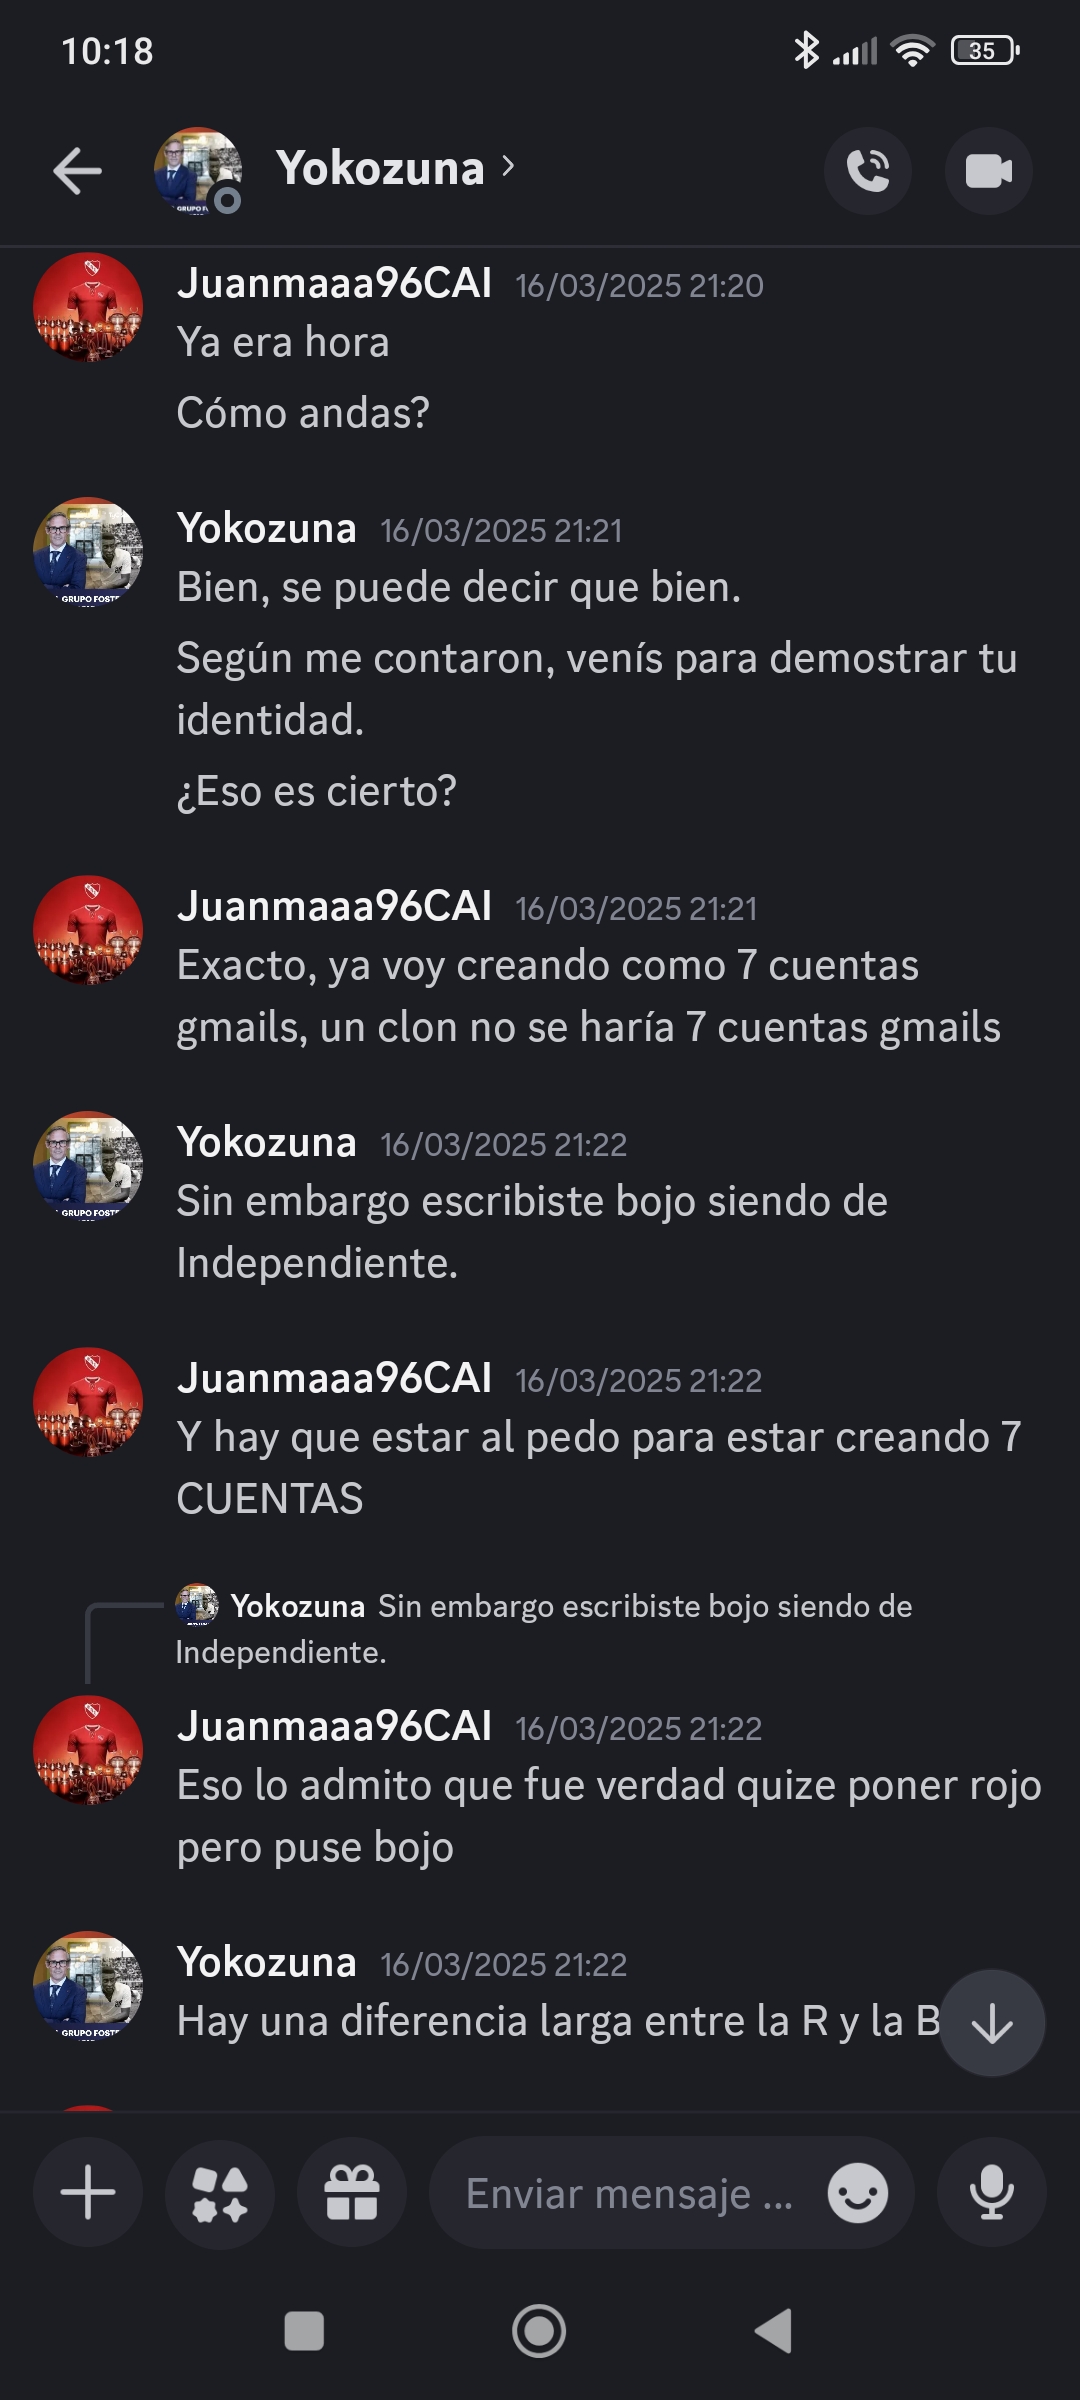 10:18
35
Yokozuna
Juanmaaa96CAI 16/03/2025 21:20
Ya era hora
Cómo andas?
Yokozuna 16/03/2025 21:21
Bien, se puede decir que bien.
Según me contaron, venís para demostrar tu
identidad.
¿Eso es cierto?
GRUPO FOSTE
Juanmaaa96CAI 16/03/2025 21:21
Exacto, ya voy creando como 7 cuentas
gmails, un clon no se haría 7 cuentas gmails
Yokozuna 16/03/2025 21:22
Sin embargo escribiste bojo siendo de
Independiente.
GRUPO FOSTE
Juanmaaa96CAI 16/03/2025 21:22
Y hay que estar al pedo para estar creando 7
CUENTAS
Yokozuna Sin embargo escribiste bojo siendo de
Independiente.
Juanmaaa96CAI 16/03/2025 21:22
Eso lo admito que fue verdad quize poner rojo
pero puse bojo
Yokozuna 16/03/2025 21:22
Hay una diferencia larga entre la R y la B
GRUPO FOSTE
Enviar mensaje ...